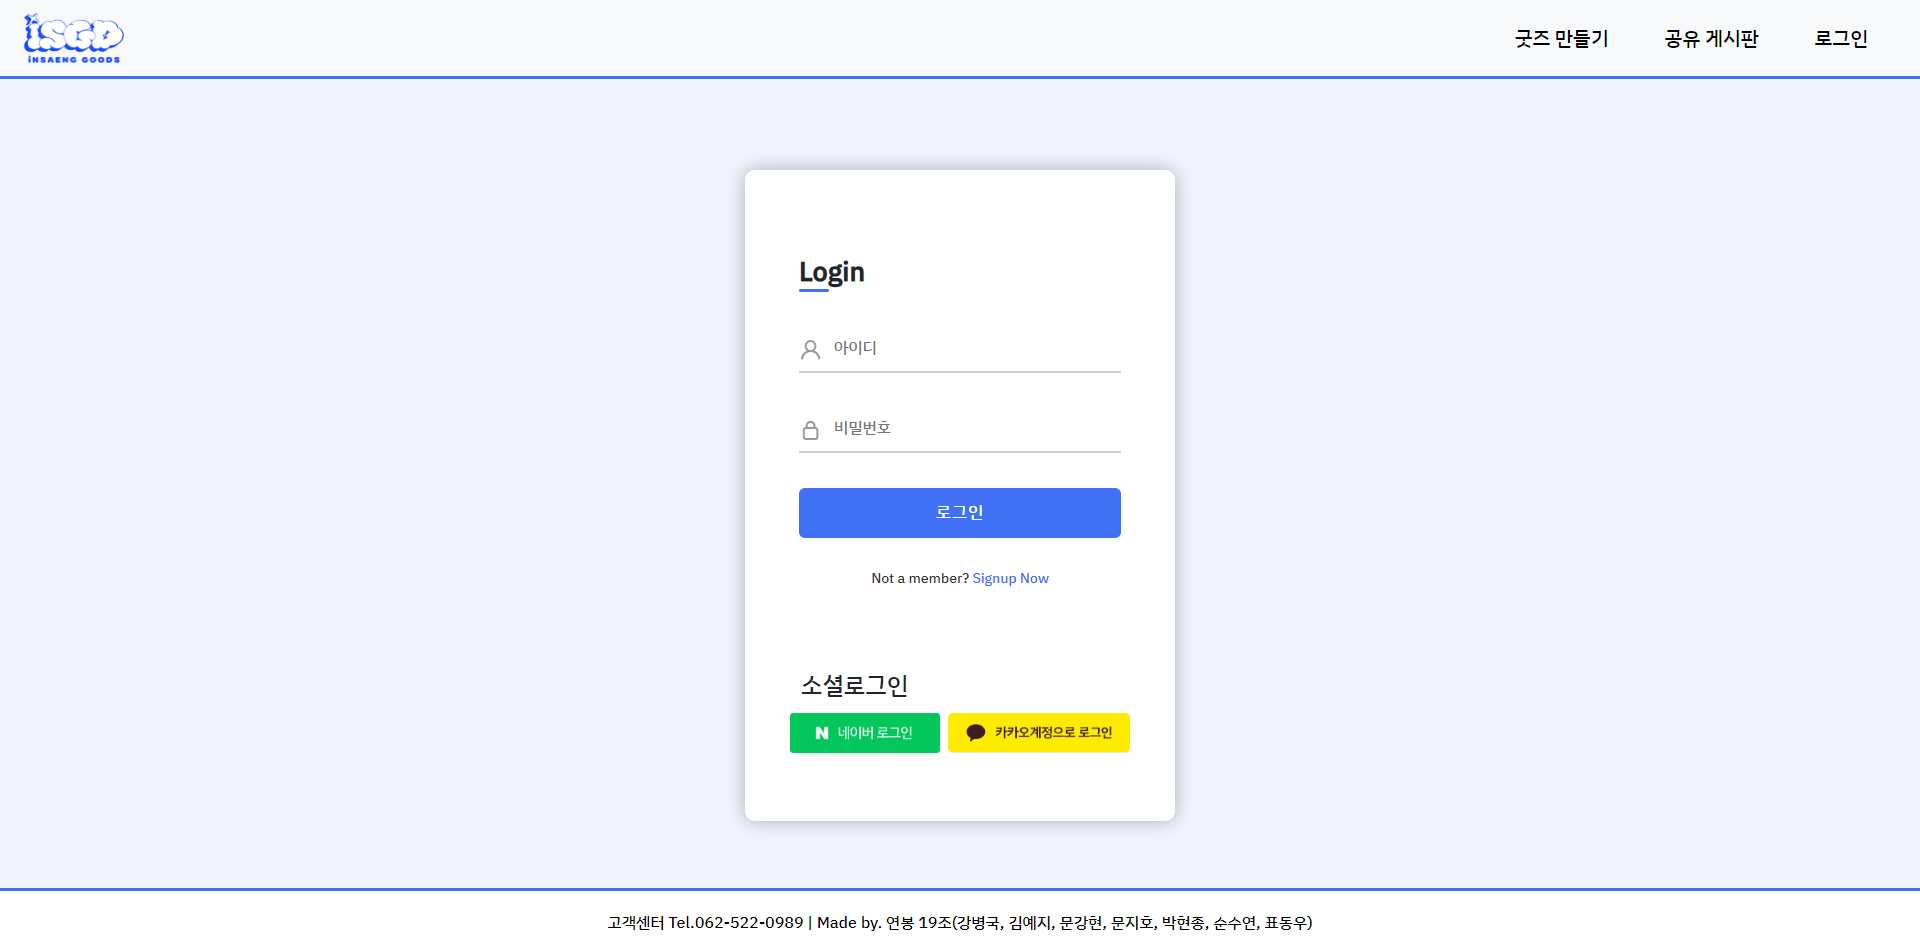 iSGD
iNSAENG GOODS
굿즈 만들기
공유 게시판
로그인
Login
아이디
비밀번호
로그인
Not a member? Signup Now
소셜로그인
N 네이버 로그인
카카오계정으로 로그인
고객센터 Tel.062-522-0989 | Made by. 연봉 19조(강병국, 김예지, 문강현, 문지호, 박현종, 순수연, 표동우)